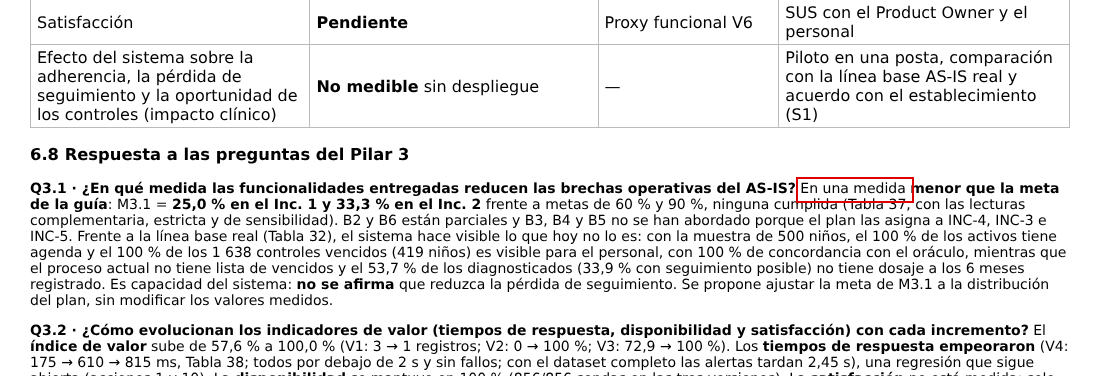 Satisfacción
Pendiente
Proxy funcional V6
SUS con el Product Owner y el
personal
Efecto del sistema sobre la
adherencia, la pérdida de
seguimiento y la oportunidad de
los controles (impacto clínico)
No medible sin despliegue
—
Piloto en una posta, comparación
con la línea base AS-IS real y
acuerdo con el establecimiento
(S1)
6.8 Respuesta a las preguntas del Pilar 3
Q3.1 · ¿En qué medida las funcionalidades entregadas reducen las brechas operativas del AS-IS? En una medida menor que la meta
de la guía: M3.1 = 25,0 % en el Inc. 1 y 33,3 % en el Inc. 2 frente a metas de 60 % y 90 %, ninguna cumplida (Tabla 37, con las lecturas
complementaria, estricta y de sensibilidad). B2 y B6 están parciales y B3, B4 y B5 no se han abordado porque el plan las asigna a INC-4, INC-3 e
INC-5. Frente a la línea base real (Tabla 32), el sistema hace visible lo que hoy no lo es: con la muestra de 500 niños, el 100 % de los activos tiene
agenda y el 100 % de los 1 638 controles vencidos (419 niños) es visible para el personal, con 100 % de concordancia con el oráculo, mientras que
el proceso actual no tiene lista de vencidos y el 53,7 % de los diagnosticados (33,9 % con seguimiento posible) no tiene dosaje a los 6 meses
registrado. Es capacidad del sistema: no se afirma que reduzca la pérdida de seguimiento. Se propone ajustar la meta de M3.1 a la distribución
del plan, sin modificar los valores medidos.
Q3.2 · ¿Cómo evolucionan los indicadores de valor (tiempos de respuesta, disponibilidad y satisfacción) con cada incremento? El
índice de valor sube de 57,6 % a 100,0 % (V1: 3 → 1 registros; V2: 0 → 100 %; V3: 72,9 → 100 %). Los tiempos de respuesta empeoraron (V4:
175 → 610 → 815 ms, Tabla 38; todos por debajo de 2 s y sin fallos; con el dataset completo las alertas tardan 2,45 s), una regresión que sigue